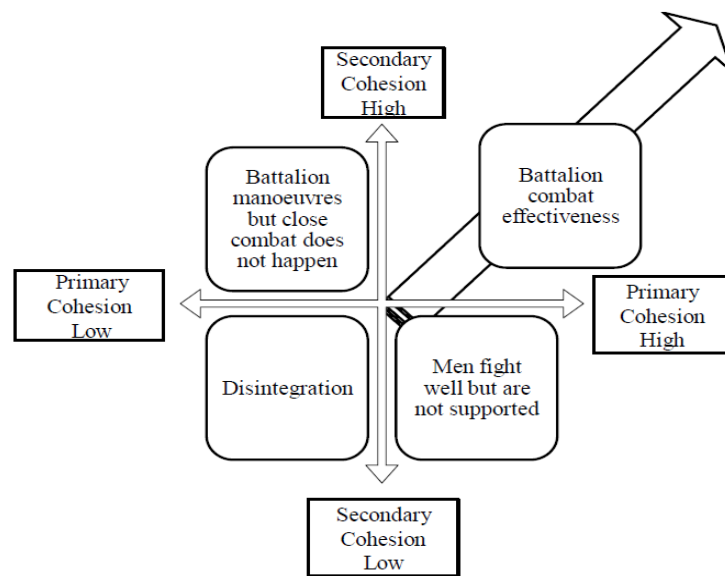 Secondary
Cohesion
High
Battalion
manoeuvres
but close
combat does
not happen
Battalion
combat
effectiveness
Primary
Cohesion
Low
Primary
Cohesion
High
Disintegration
Men fight
well but are
not supported
Secondary
Cohesion
Low